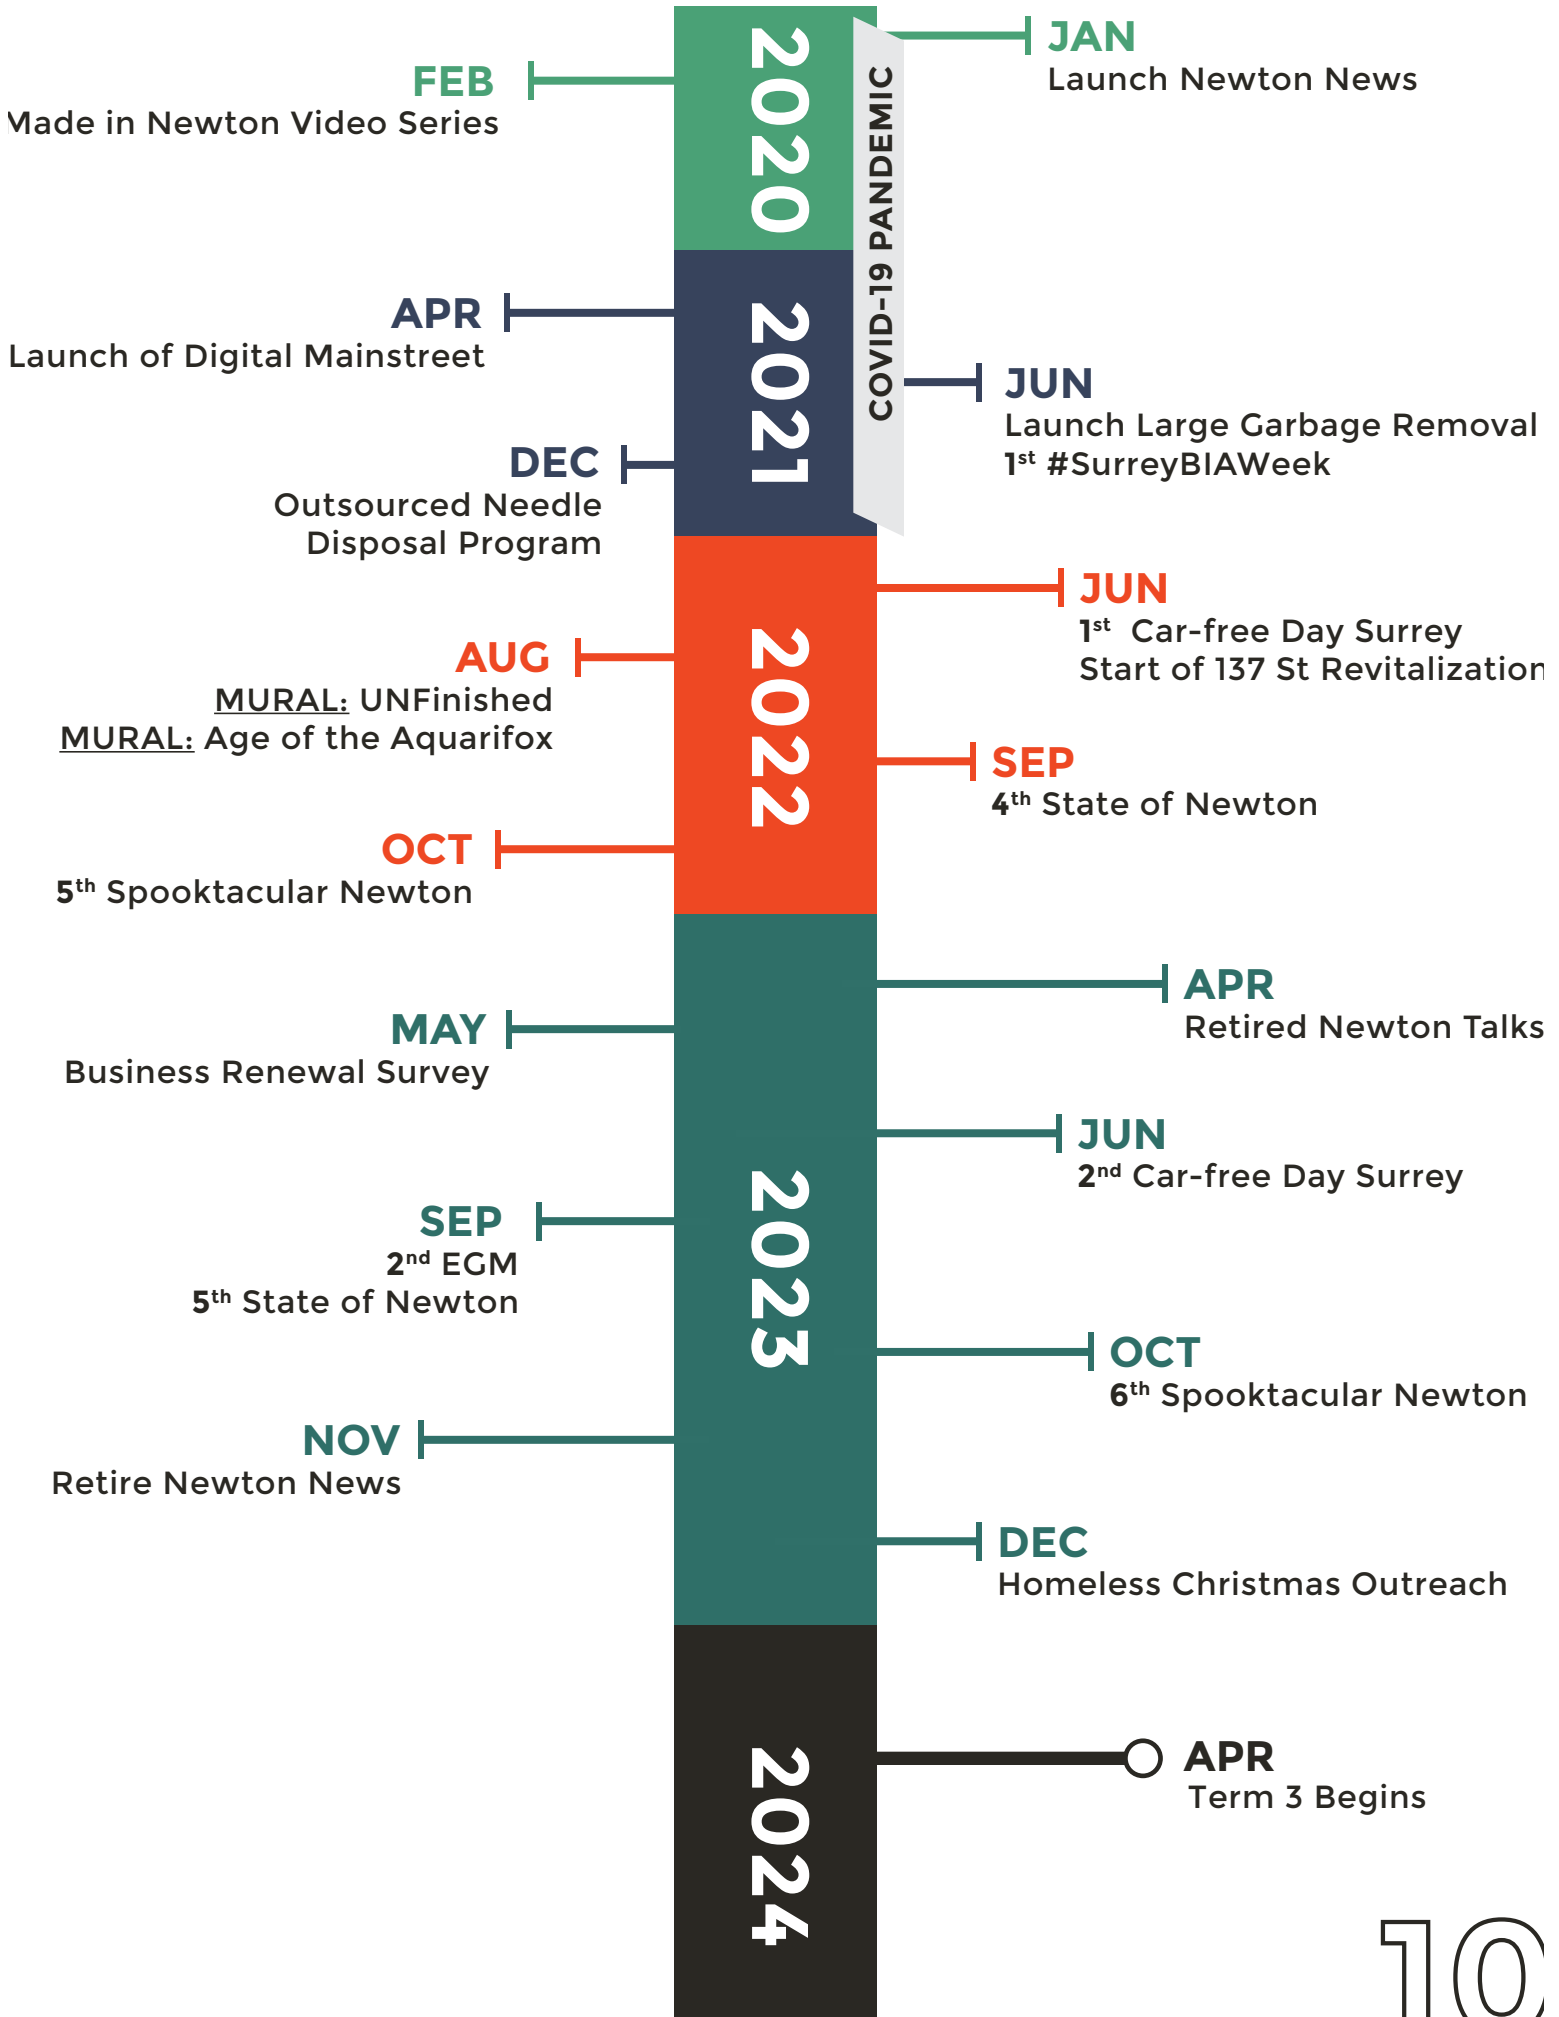 2020
COVID-19 PANDEMIC
JAN
Launch Newton News
FEB
Made in Newton Video Series
2021
APR
Launch of Digital Mainstreet
JUN
Launch Large Garbage Removal
1st #SurreyBIAWeek
DEC
Outsourced Needle
Disposal Program
2022
JUN
1st Car-free Day Surrey
Start of 137 St Revitalization
AUG
MURAL: UNFinished
MURAL: Age of the Aquarifox
SEP
4th State of Newton
OCT
5th Spooktacular Newton
2023
APR
Retired Newton Talks
MAY
Business Renewal Survey
JUN
2nd Car-free Day Surrey
SEP
2nd EGM
5th State of Newton
OCT
6th Spooktacular Newton
NOV
Retire Newton News
DEC
Homeless Christmas Outreach
2024
APR
Term 3 Begins
10